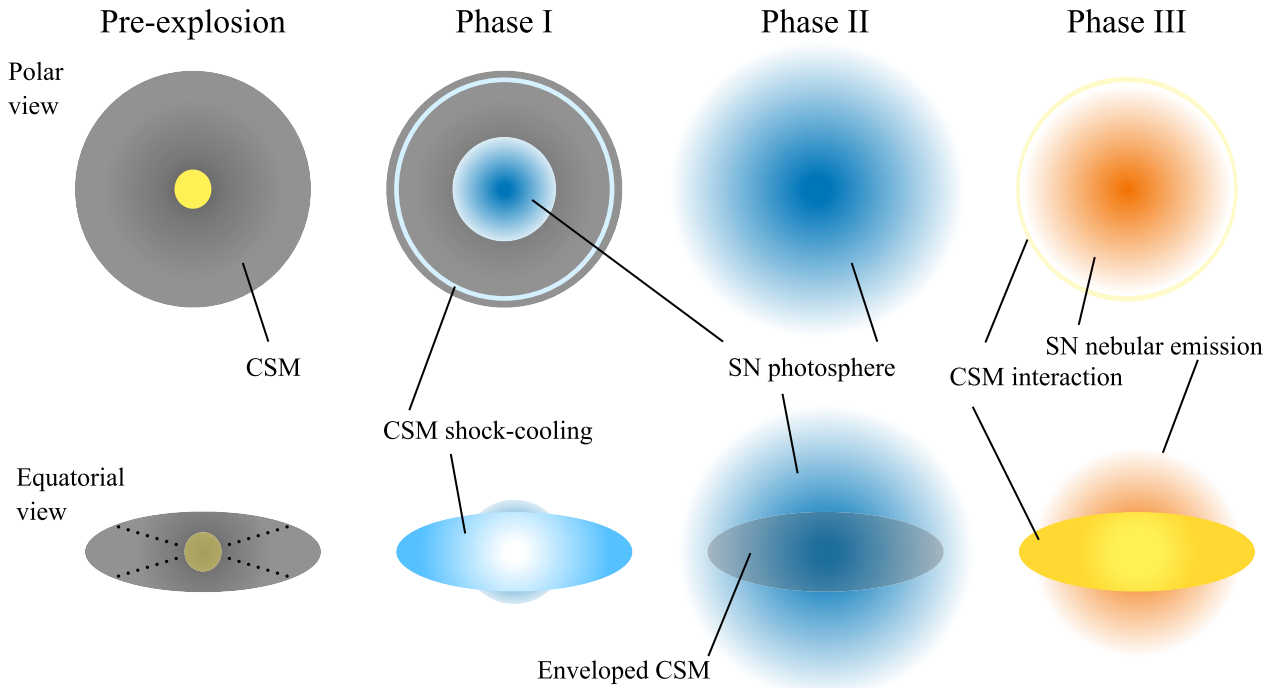 Pre-explosion
Phase I
Phase II
Phase III
Polar
view
CSM
SN photosphere
SN nebular emission
CSM interaction
CSM shock-cooling
Equatorial
view
Enveloped CSM